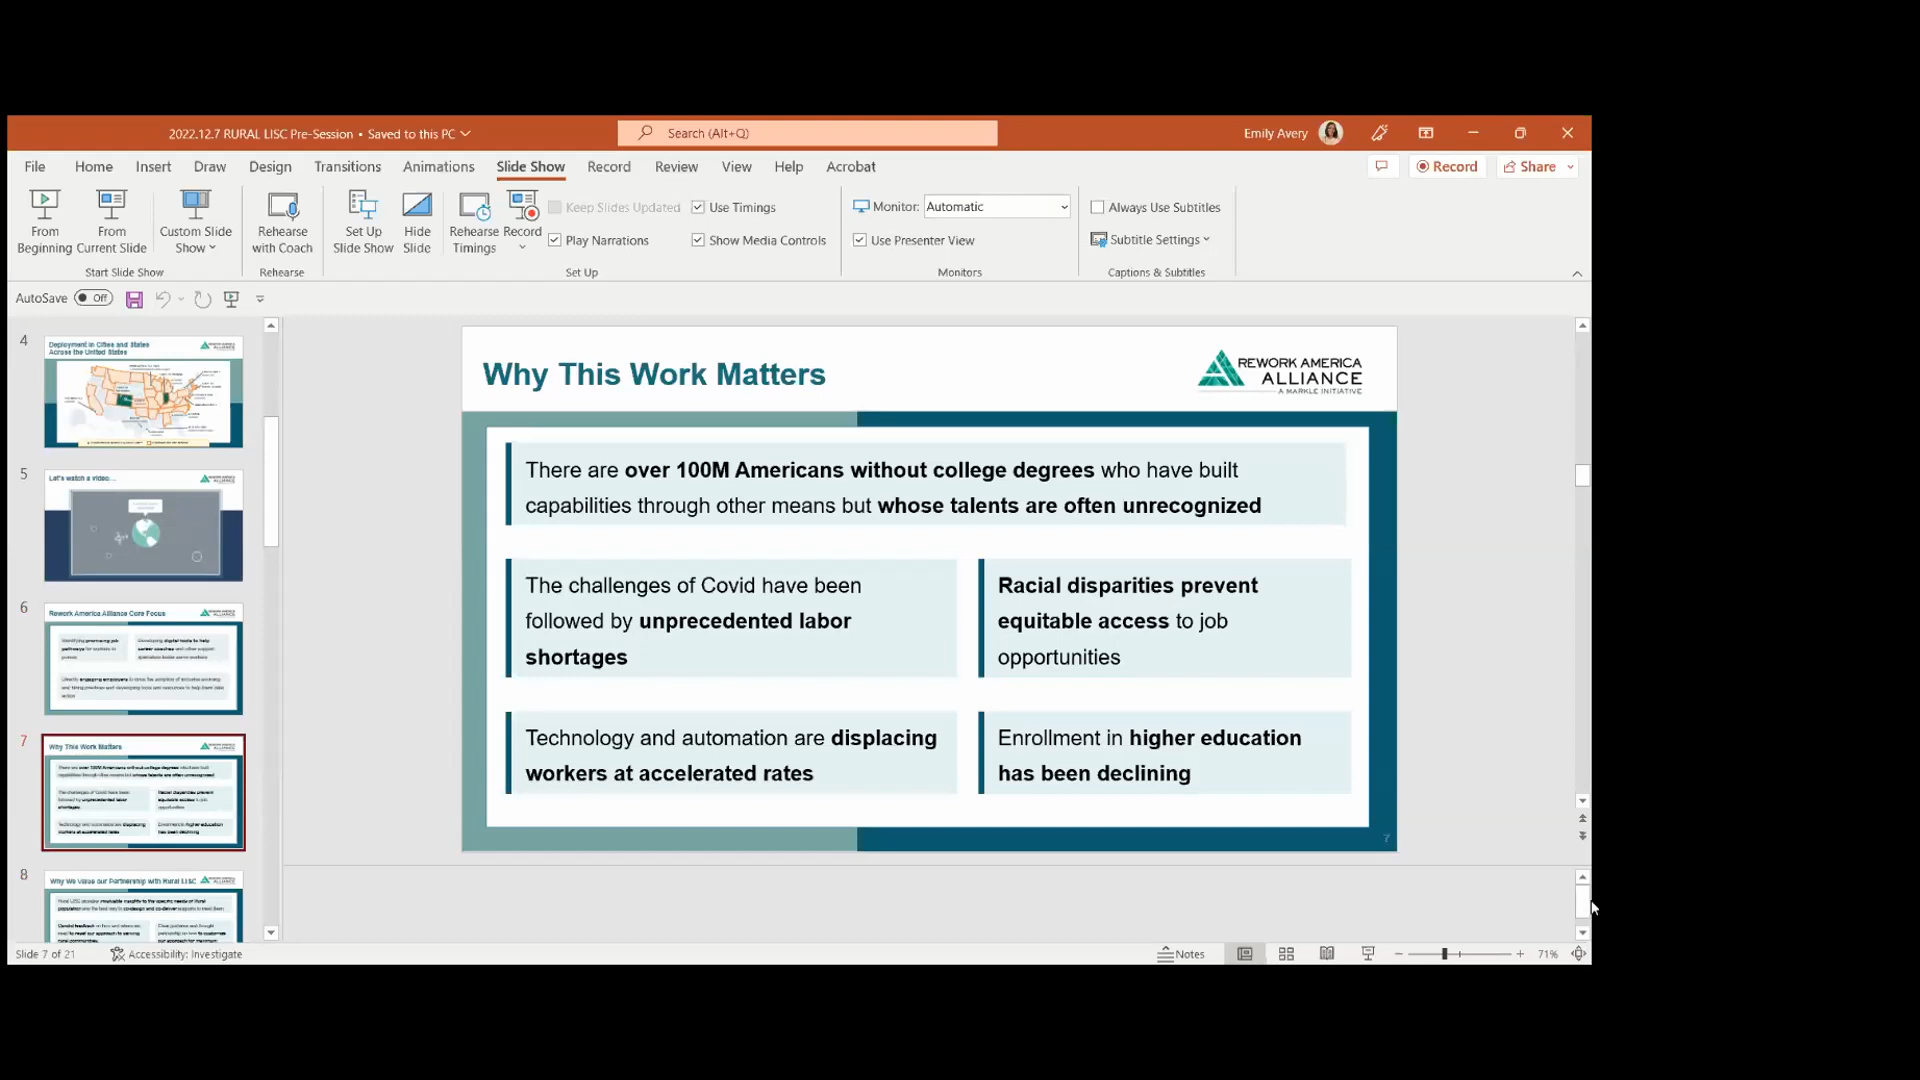 2022.12.7 RURAL LISC Pre-Session • Saved to this PC
Search (Alt+Q)
Emily Avery
File Home Insert Draw Design Transitions Animations Slide Show Record Review View Help Acrobat
Record
Share
From Beginning
From Current Slide
Custom Slide Show
Start Slide Show
Rehearse with Coach
Rehearse
Set Up Slide Show
Hide Slide
Rehearse Timings
Record
Keep Slides Updated
Use Timings
Play Narrations
Show Media Controls
Set Up
Monitor: Automatic
Use Presenter View
Monitors
Always Use Subtitles
Subtitle Settings
Captions & Subtitles
AutoSave Off
4
Deployment in Cities and States
Across the United States
5
Let's watch a video...
6
Rework America Alliance Core Focus
7
Why This Work Matters
8
Why We Value our Partnership with Rural LISC
Why This Work Matters
REWORK AMERICA
ALLIANCE
A MARKLE INITIATIVE
There are over 100M Americans without college degrees who have built
capabilities through other means but whose talents are often unrecognized
The challenges of Covid have been
followed by unprecedented labor
shortages
Racial disparities prevent
equitable access to job
opportunities
Technology and automation are displacing
workers at accelerated rates
Enrollment in higher education
has been declining
7
Slide 7 of 21
Accessibility: Investigate
Notes
71%